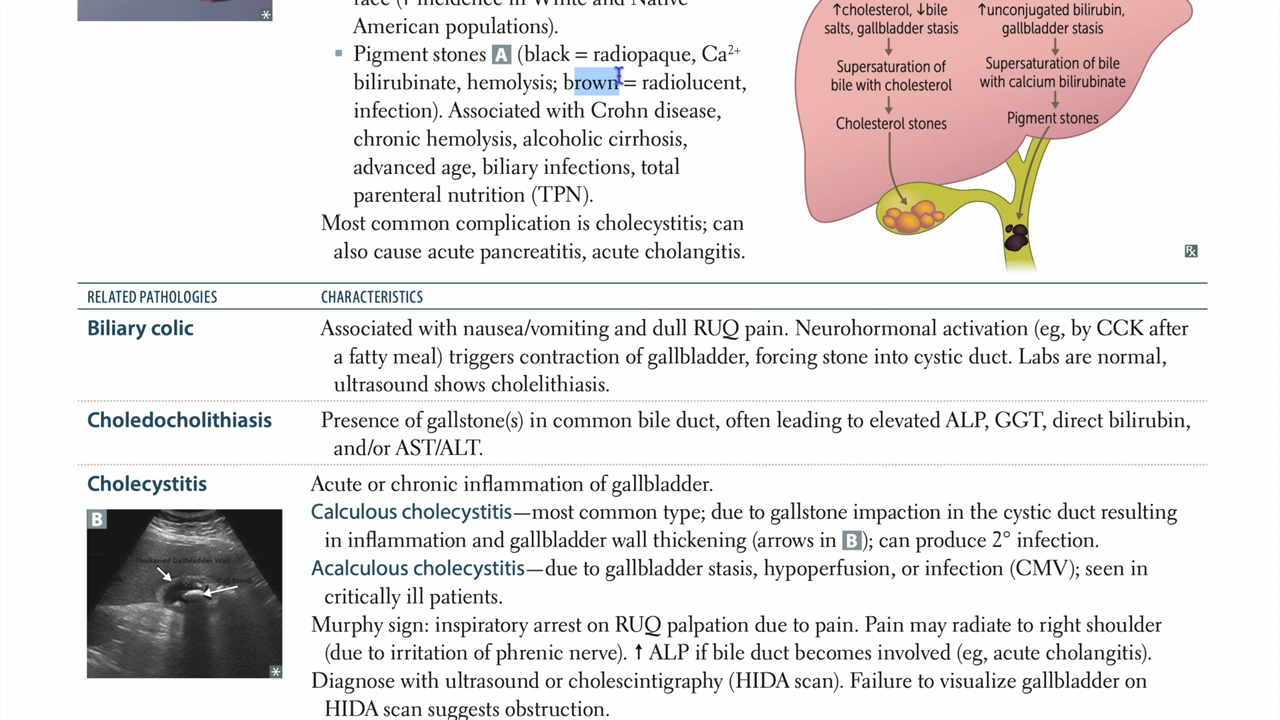 face (↑ incidence in White and Native
American populations).
▪ Pigment stones A (black = radiopaque, Ca²⁺
bilirubinate, hemolysis; brown = radiolucent,
infection). Associated with Crohn disease,
chronic hemolysis, alcoholic cirrhosis,
advanced age, biliary infections, total
parenteral nutrition (TPN).
Most common complication is cholecystitis; can
also cause acute pancreatitis, acute cholangitis.
↑cholesterol, ↓bile
salts, gallbladder stasis
Supersaturation of
bile with cholesterol
Cholesterol stones
↑unconjugated bilirubin,
gallbladder stasis
Supersaturation of bile
with calcium bilirubinate
Pigment stones
Rx
RELATED PATHOLOGIES CHARACTERISTICS
Biliary colic Associated with nausea/vomiting and dull RUQ pain. Neurohormonal activation (eg, by CCK after
a fatty meal) triggers contraction of gallbladder, forcing stone into cystic duct. Labs are normal,
ultrasound shows cholelithiasis.
Choledocholithiasis Presence of gallstone(s) in common bile duct, often leading to elevated ALP, GGT, direct bilirubin,
and/or AST/ALT.
Cholecystitis Acute or chronic inflammation of gallbladder.
B
Thickened Gallbladder Wall
Calculous cholecystitis—most common type; due to gallstone impaction in the cystic duct resulting
in inflammation and gallbladder wall thickening (arrows in B); can produce 2° infection.
Acalculous cholecystitis—due to gallbladder stasis, hypoperfusion, or infection (CMV); seen in
critically ill patients.
Murphy sign: inspiratory arrest on RUQ palpation due to pain. Pain may radiate to right shoulder
(due to irritation of phrenic nerve). ↑ ALP if bile duct becomes involved (eg, acute cholangitis).
Diagnose with ultrasound or cholescintigraphy (HIDA scan). Failure to visualize gallbladder on
HIDA scan suggests obstruction.